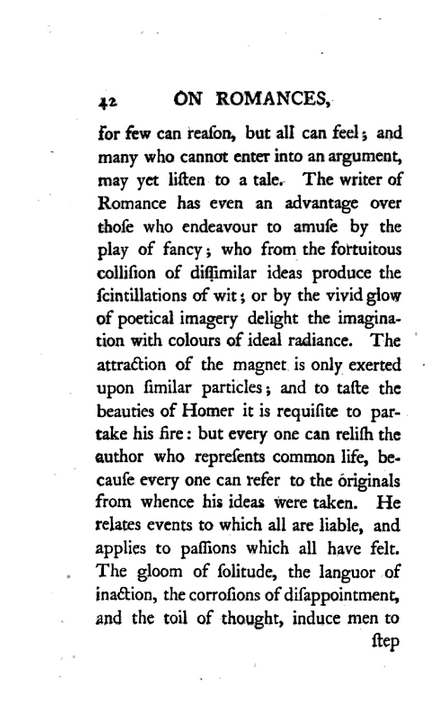 42 ON ROMANCES,
for few can reaſon, but all can feel; and
many who cannot enter into an argument,
may yet liſten to a tale. The writer of
Romance has even an advantage over
thoſe who endeavour to amuſe by the
play of fancy; who from the fortuitous
colliſion of diſſimilar ideas produce the
ſcintillations of wit; or by the vivid glow
of poetical imagery delight the imagina-
tion with colours of ideal radiance. The
attraction of the magnet is only exerted
upon ſimilar particles; and to taſte the
beauties of Homer it is requiſite to par-
take his fire: but every one can reliſh the
author who repreſents common life, be-
cauſe every one can refer to the originals
from whence his ideas were taken. He
relates events to which all are liable, and
applies to paſſions which all have felt.
The gloom of ſolitude, the languor of
inaction, the corroſions of diſappointment,
and the toil of thought, induce men to
ſtep